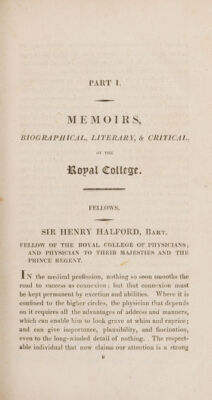 PART I.
MEMOIRS,
BIOGRAPHICAL, LITERARY, & CRITICAL,
OF THE
Royal College.
FELLOWS.
SIR HENRY HALFORD, BART.
FELLOW OF THE ROYAL COLLEGE OF PHYSICIANS;
AND PHYSICIAN TO THEIR MAJESTIES AND THE
PRINCE REGENT.
IN the medical profession, nothing so soon smooths the
road to success as connexion; but that connexion must
be kept permanent by exertion and abilities. Where it is
confined to the higher circles, the physician that depends
on it requires all the advantages of address and manners,
which can enable him to look grave at whim and caprice;
and can give importance, plausibility, and fascination,
even to the long-winded detail of nothing. The respect-
able individual that now claims our attention is a strong
B